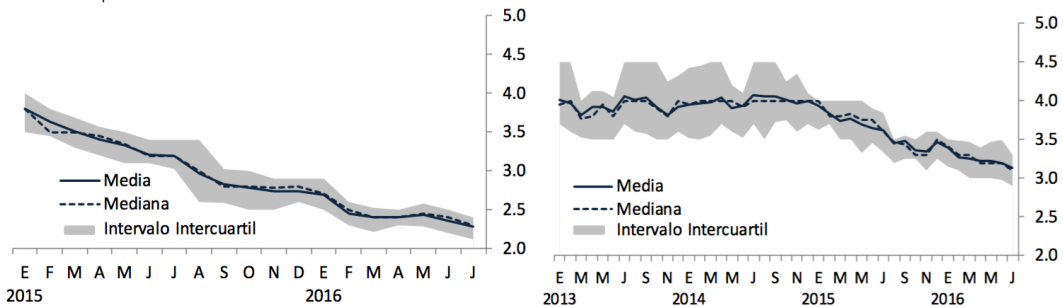 5.0
4.5
4.0
3.5
3.0
2.5
2.0
Media
Mediana
Intervalo Intercuartil
E F M A M J J A S O N D E F M A M J J
2015 2016
5.0
4.5
4.0
3.5
3.0
2.5
2.0
Media
Mediana
Intervalo Intercuartil
E M M J S N E M M J S N E M M J S N E M M J
2013 2014 2015 2016